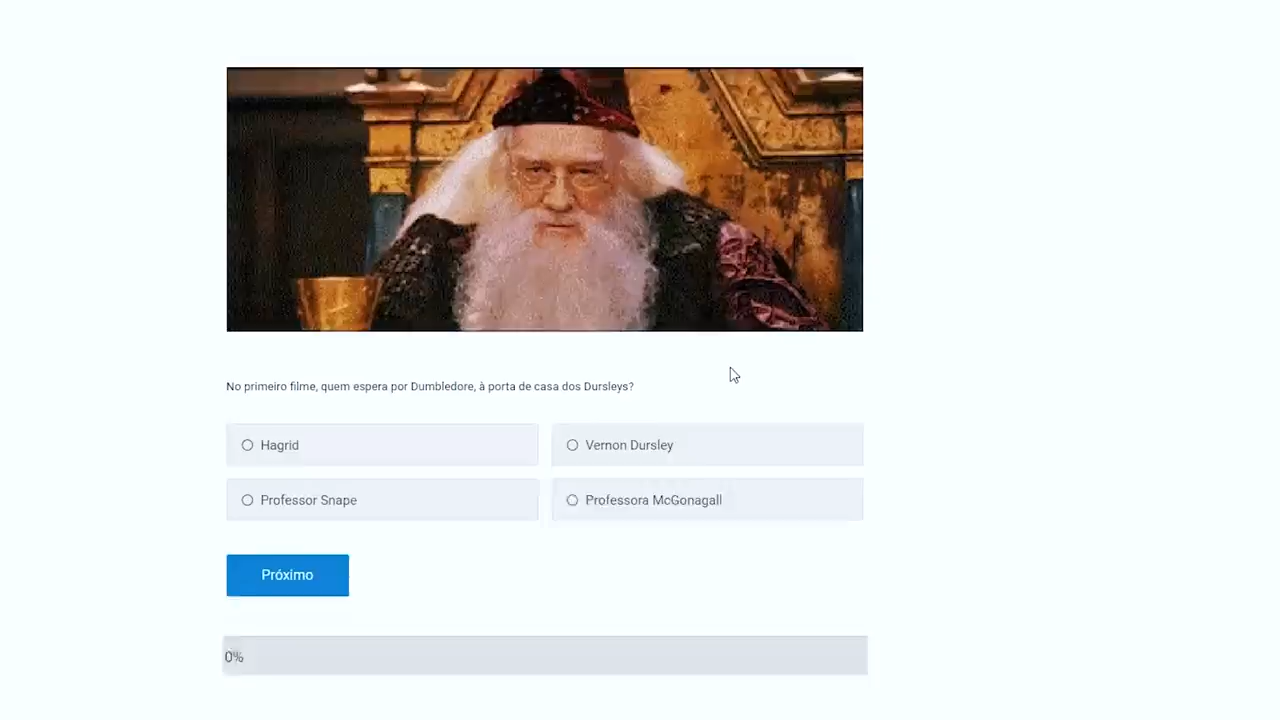 No primeiro filme, quem espera por Dumbledore, à porta de casa dos Dursleys?
Hagrid
Vernon Dursley
Professor Snape
Professora McGonagall
Próximo
0%